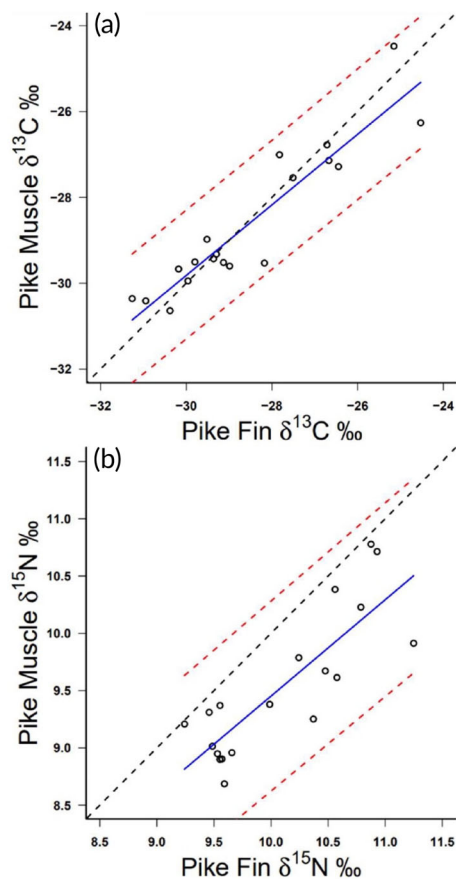 (a)
Pike Muscle δ¹³C ‰
−24
−26
−28
−30
−32
−32 −30 −28 −26 −24
Pike Fin δ¹³C ‰
(b)
Pike Muscle δ¹⁵N ‰
11.5
11.0
10.5
10.0
9.5
9.0
8.5
8.5 9.0 9.5 10.0 10.5 11.0 11.5
Pike Fin δ¹⁵N ‰